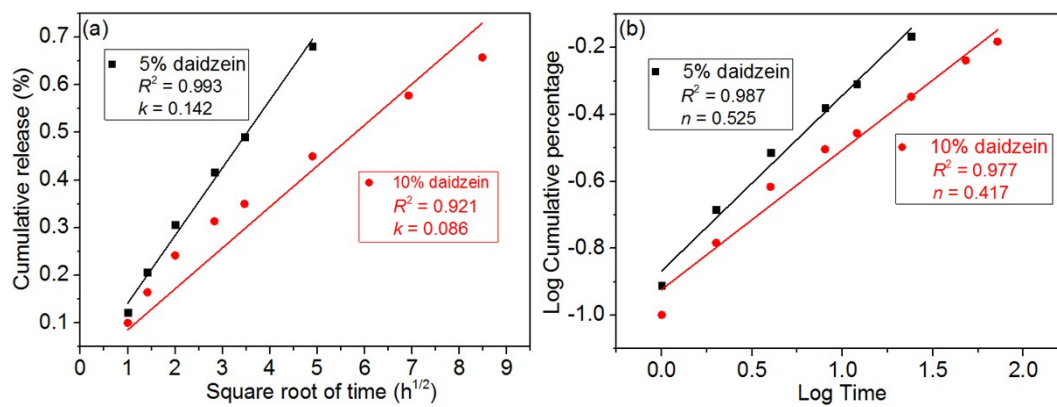 (a)
5% daidzein
R² = 0.993
k = 0.142
10% daidzein
R² = 0.921
k = 0.086
Cumulative release (%)
0.7
0.6
0.5
0.4
0.3
0.2
0.1
0 1 2 3 4 5 6 7 8 9
Square root of time (h^{1/2})
(b)
5% daidzein
R² = 0.987
n = 0.525
10% daidzein
R² = 0.977
n = 0.417
Log Cumulative percentage
-0.2
-0.4
-0.6
-0.8
-1.0
0.0 0.5 1.0 1.5 2.0
Log Time